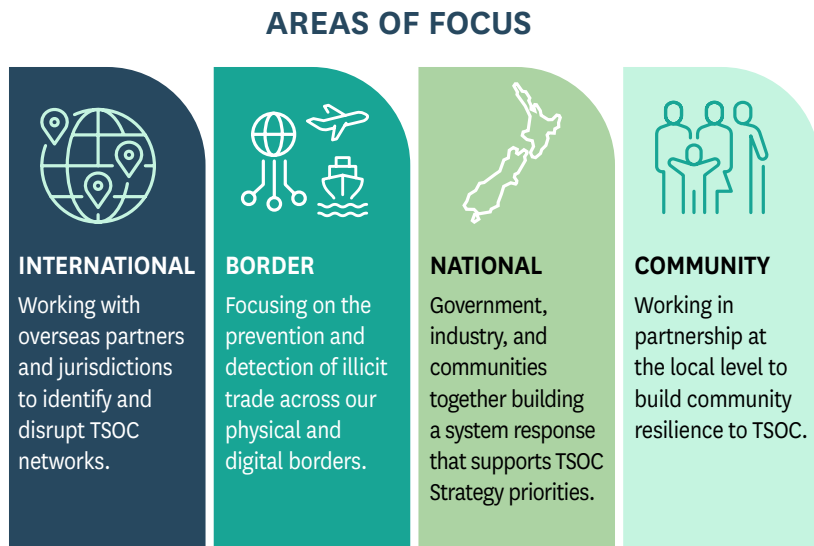 AREAS OF FOCUS
INTERNATIONAL
Working with
overseas partners
and jurisdictions
to identify and
disrupt TSOC
networks.
BORDER
Focusing on the
prevention and
detection of illicit
trade across our
physical and
digital borders.
NATIONAL
Government,
industry, and
communities
together building
a system response
that supports TSOC
Strategy priorities.
COMMUNITY
Working in
partnership at
the local level to
build community
resilience to TSOC.